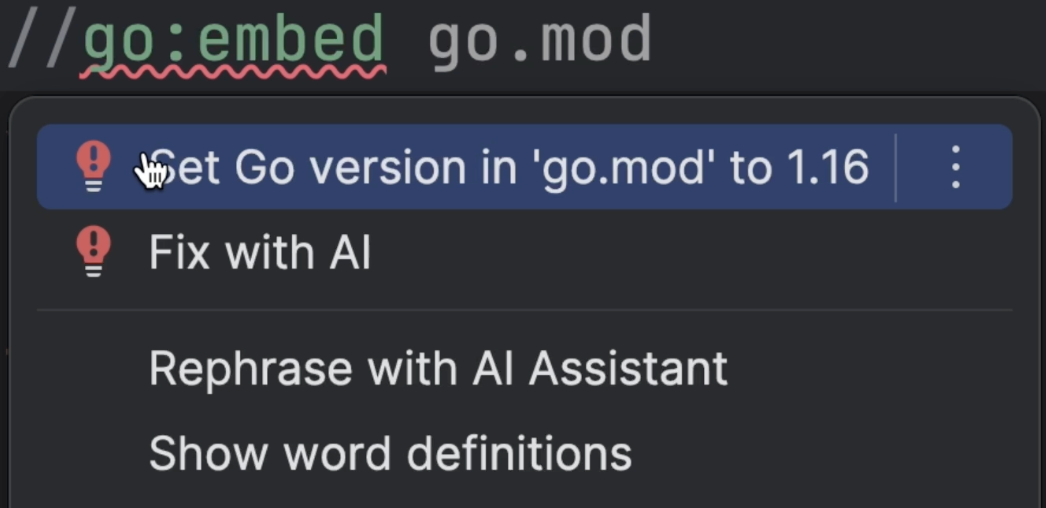 //go:embed go.mod
Set Go version in 'go.mod' to 1.16
Fix with AI
Rephrase with AI Assistant
Show word definitions